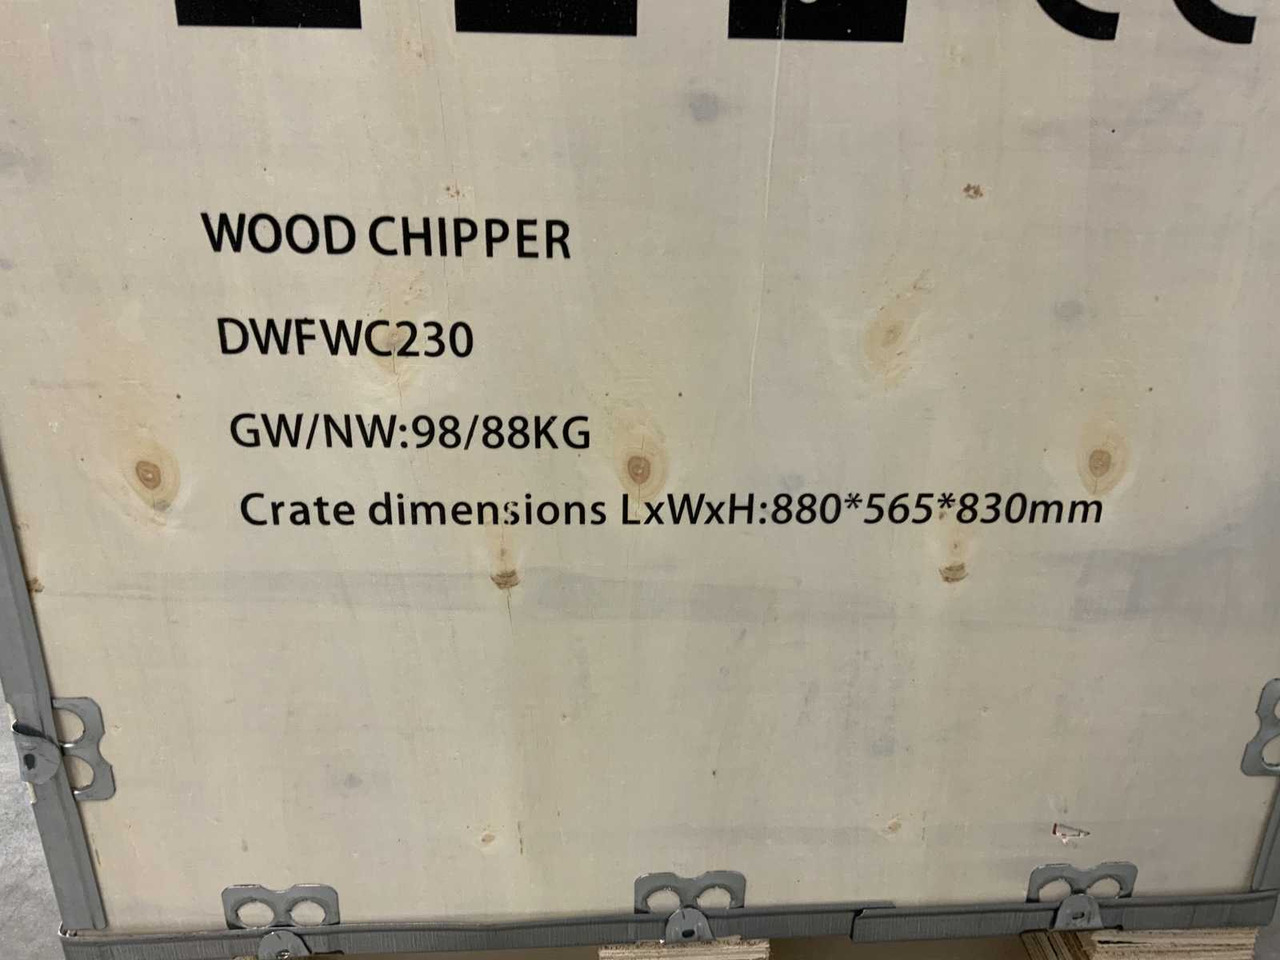 WOOD CHIPPER
DWFWC230
GW/NW:98/88KG
Crate dimensions LxWxH:880*565*830mm